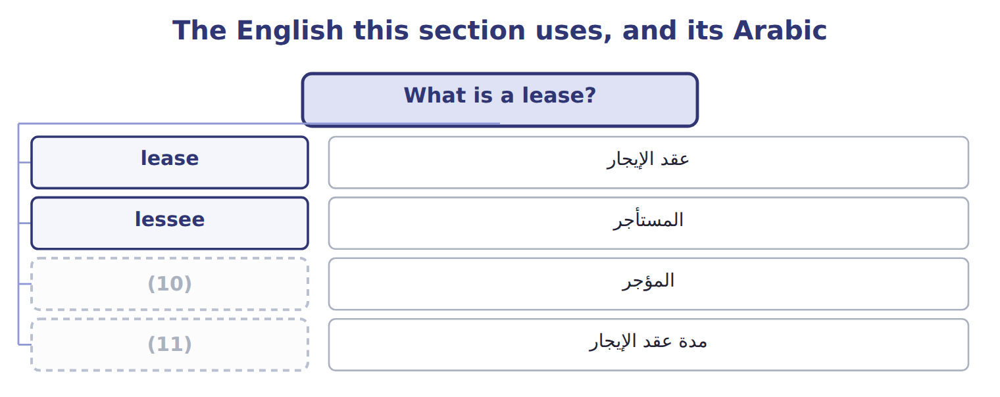 The English this section uses, and its Arabic
What is a lease?
lease
عقد الإيجار
lessee
المستأجر
(10)
المؤجر
(11)
مدة عقد الإيجار